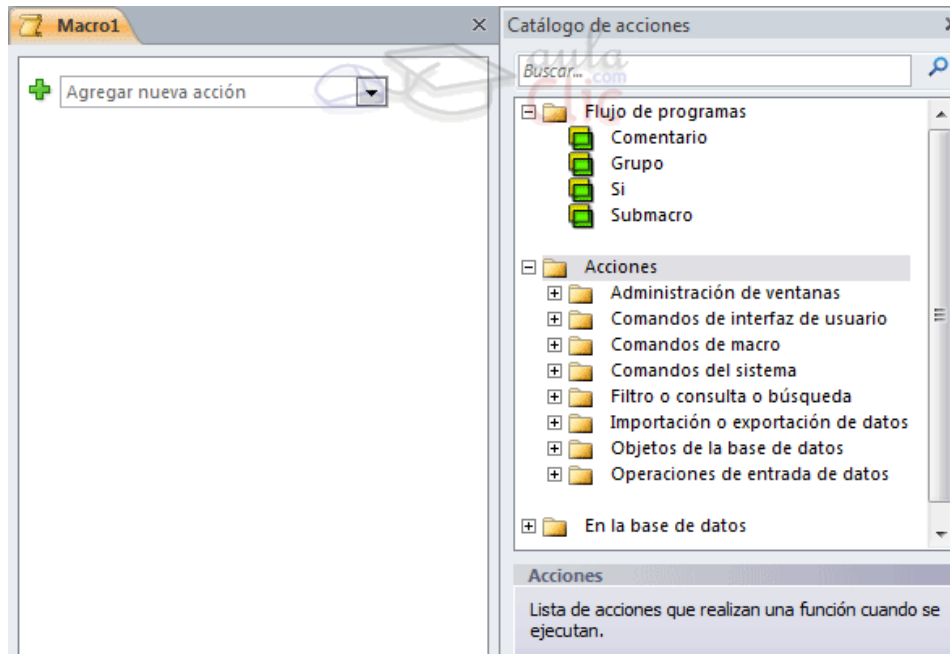 Macro1
Agregar nueva acción
Catálogo de acciones
aula
Clic
.com
Buscar...
Flujo de programas
Comentario
Grupo
Si
Submacro
Acciones
Administración de ventanas
Comandos de interfaz de usuario
Comandos de macro
Comandos del sistema
Filtro o consulta o búsqueda
Importación o exportación de datos
Objetos de la base de datos
Operaciones de entrada de datos
En la base de datos
Acciones
Lista de acciones que realizan una función cuando se
ejecutan.